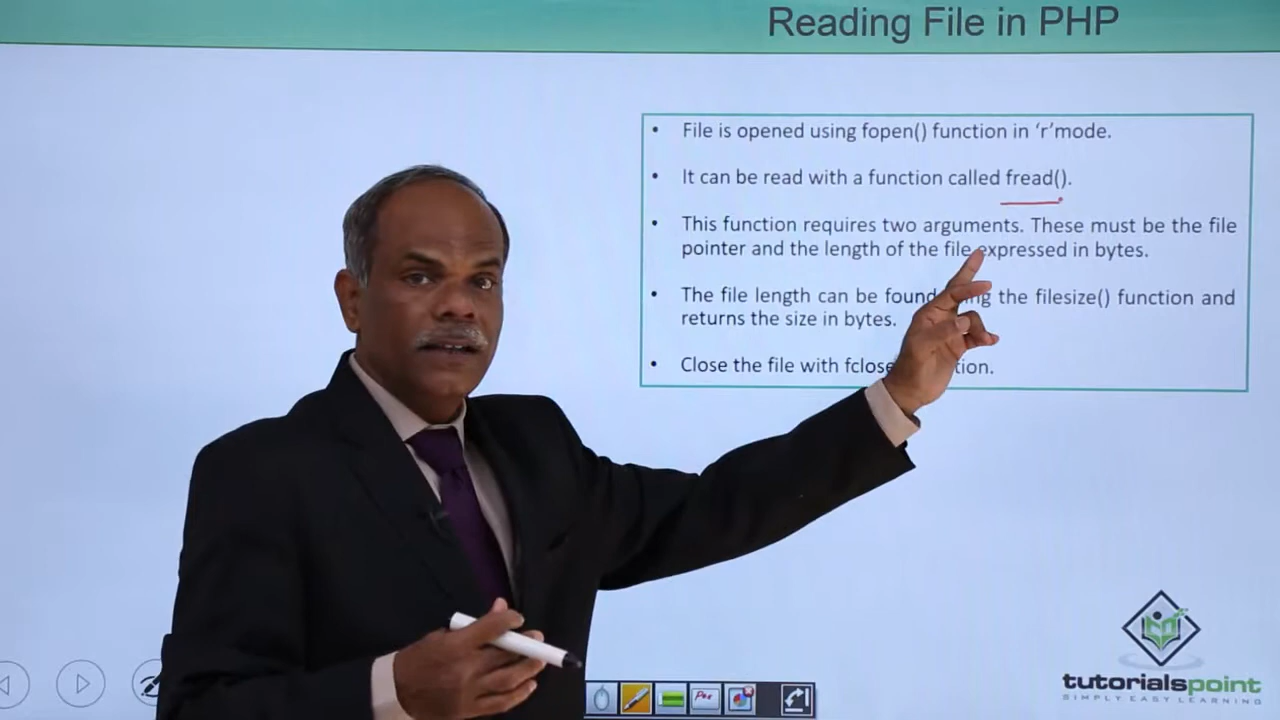 Reading File in PHP
• File is opened using fopen() function in ‘r’mode.
• It can be read with a function called fread().
• This function requires two arguments. These must be the file
pointer and the length of the file expressed in bytes.
• The file length can be found the filesize() function and
returns the size in bytes.
• Close the file with fclose
tutorialspoint
SIMPLY EASY LEARNING